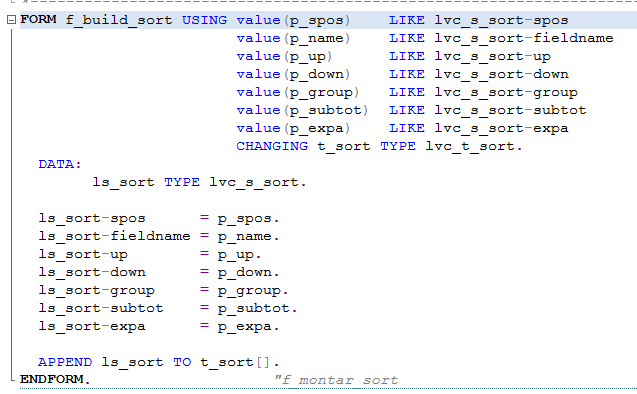 FORM f_build_sort USING value(p_spos) LIKE lvc_s_sort-spos
value(p_name) LIKE lvc_s_sort-fieldname
value(p_up) LIKE lvc_s_sort-up
value(p_down) LIKE lvc_s_sort-down
value(p_group) LIKE lvc_s_sort-group
value(p_subtot) LIKE lvc_s_sort-subtot
value(p_expa) LIKE lvc_s_sort-expa
CHANGING t_sort TYPE lvc_t_sort.
DATA:
ls_sort TYPE lvc_s_sort.
ls_sort-spos = p_spos.
ls_sort-fieldname = p_name.
ls_sort-up = p_up.
ls_sort-down = p_down.
ls_sort-group = p_group.
ls_sort-subtot = p_subtot.
ls_sort-expa = p_expa.
APPEND ls_sort TO t_sort[].
ENDFORM. "f montar sort